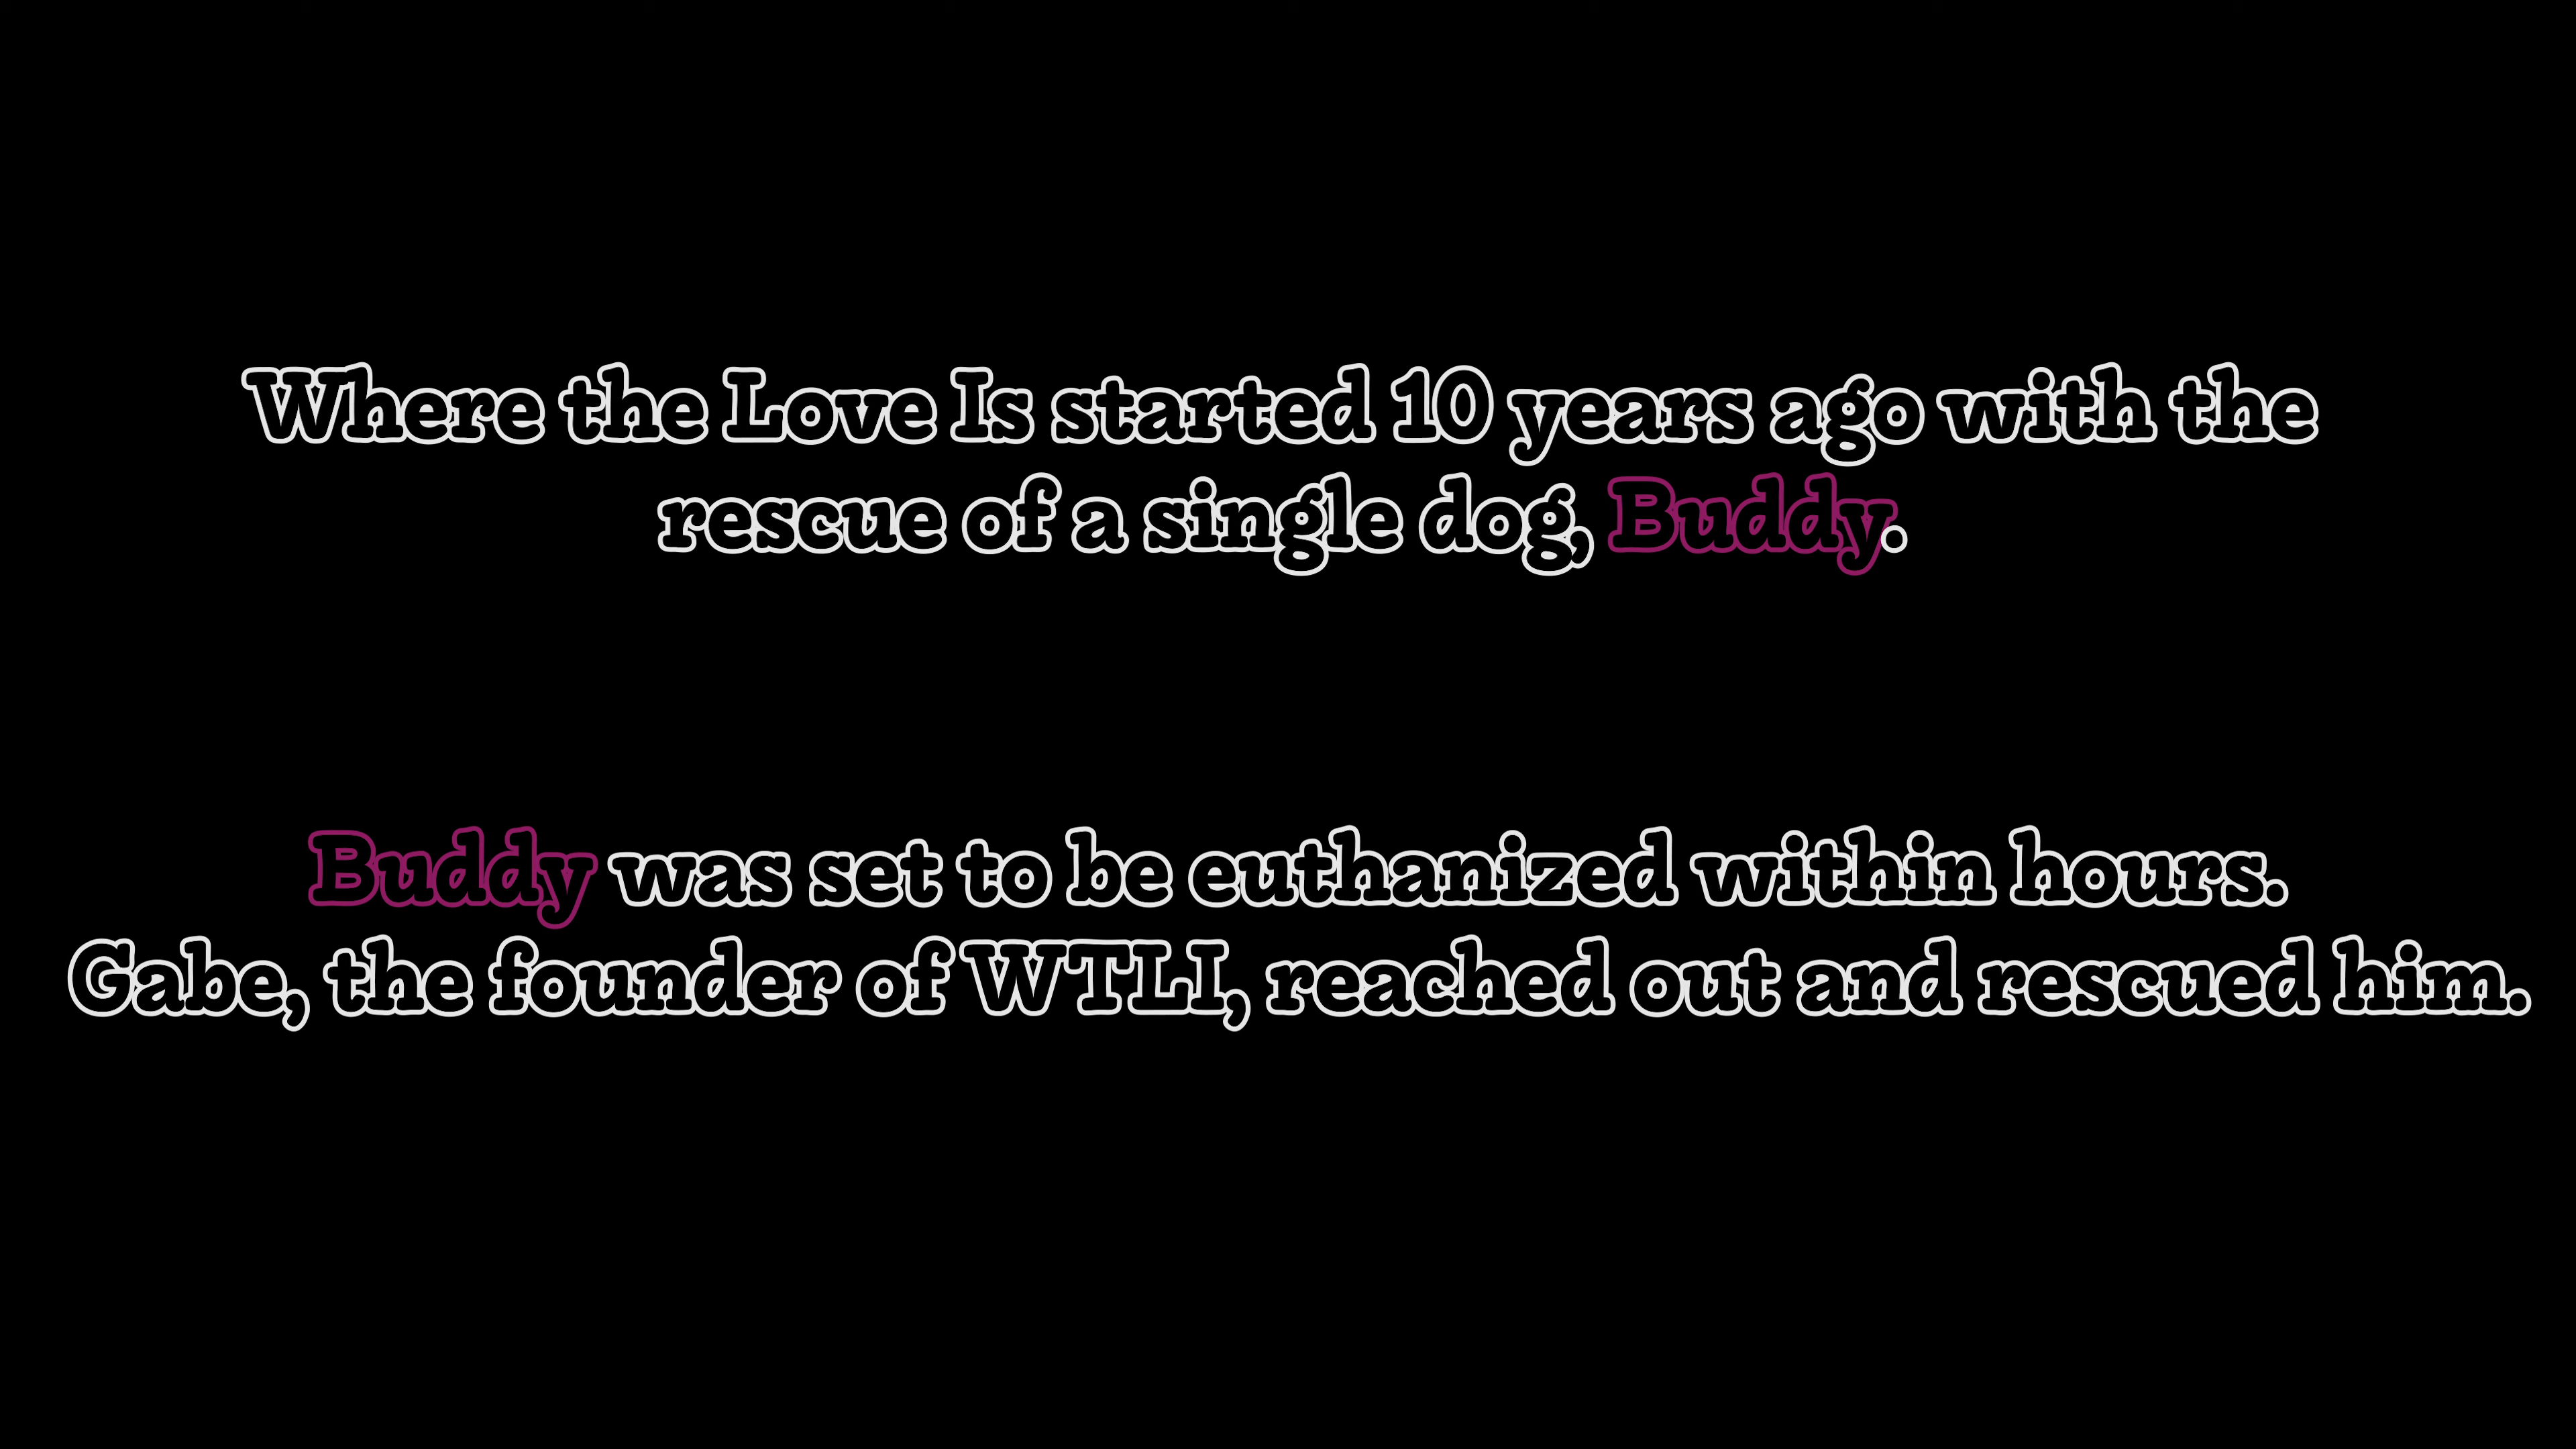 Where the Love Is started 10 years ago with the
rescue of a single dog, Buddy.
Buddy was set to be euthanized within hours.
Gabe, the founder of WTLI, reached out and rescued him.